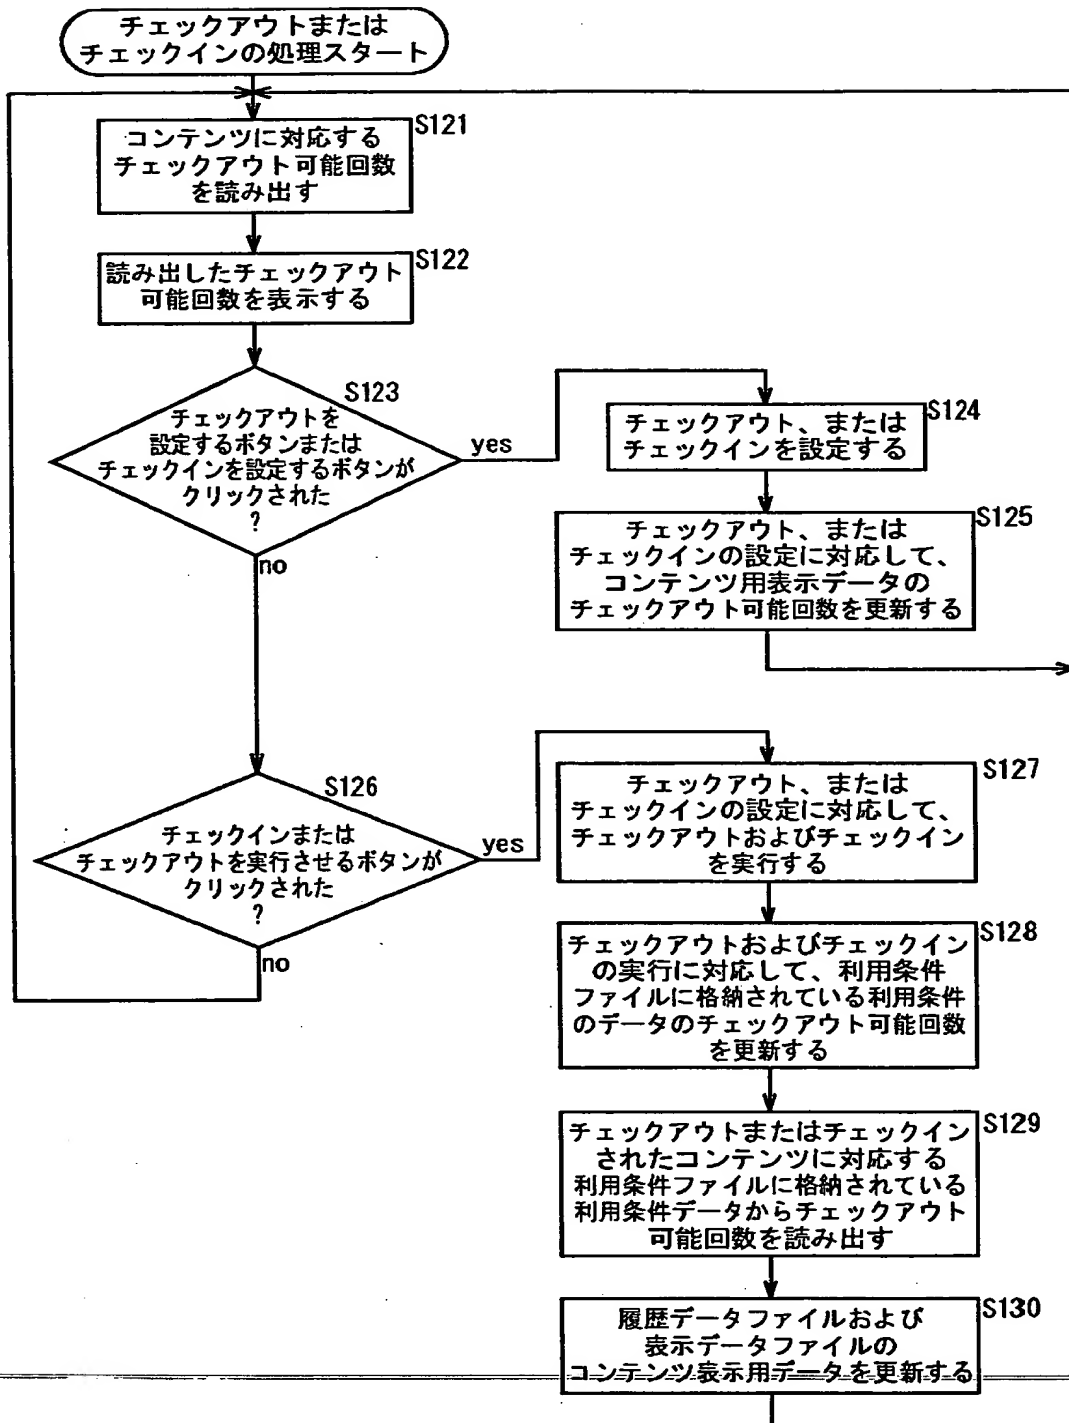 チェックアウトまたは
チェックインの処理スタート
S121
コンテンツに対応する
チェックアウト可能回数
を読み出す
S122
読み出したチェックアウト
可能回数を表示する
S123
チェックアウトを
設定するボタンまたは
チェックインを設定するボタンが
クリックされた
?
yes
no
S124
チェックアウト、または
チェックインを設定する
S125
チェックアウト、または
チェックインの設定に対応して、
コンテンツ用表示データの
チェックアウト可能回数を更新する
S126
チェックインまたは
チェックアウトを実行させるボタンが
クリックされた
?
yes
no
S127
チェックアウト、または
チェックインの設定に対応して、
チェックアウトおよびチェックイン
を実行する
S128
チェックアウトおよびチェックイン
の実行に対応して、利用条件
ファイルに格納されている利用条件
のデータのチェックアウト可能回数
を更新する
S129
チェックアウトまたはチェックイン
されたコンテンツに対応する
利用条件ファイルに格納されている
利用条件データからチェックアウト
可能回数を読み出す
S130
履歴データファイルおよび
表示データファイルの
コンテンツ表示用データを更新する